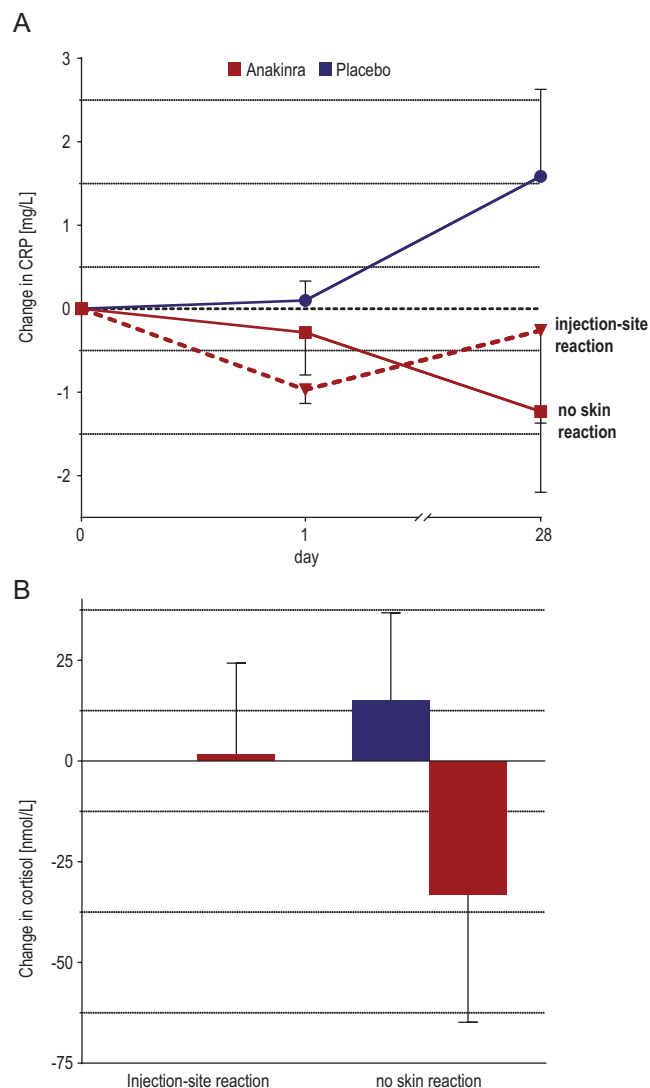 A
Anakinra Placebo
Change in CRP [mg/L]
3
2
1
0
-1
-2
injection-site
reaction
no skin
reaction
0 1 28
day
B
Change in cortisol [nmol/L]
25
0
-25
-50
-75
Injection-site reaction no skin reaction